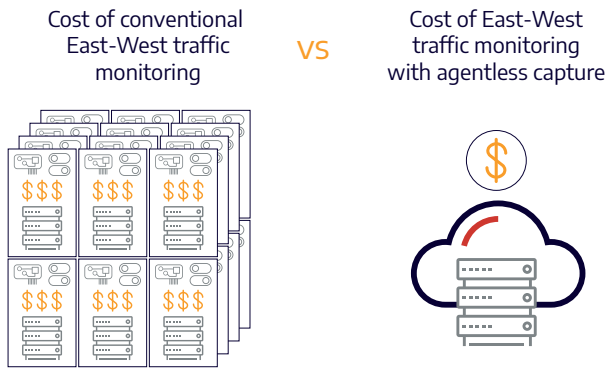 Cost of conventional
East-West traffic
monitoring
VS
Cost of East-West
traffic monitoring
with agentless capture
$$$ $$$ $$$
$$$ $$$ $$$
$